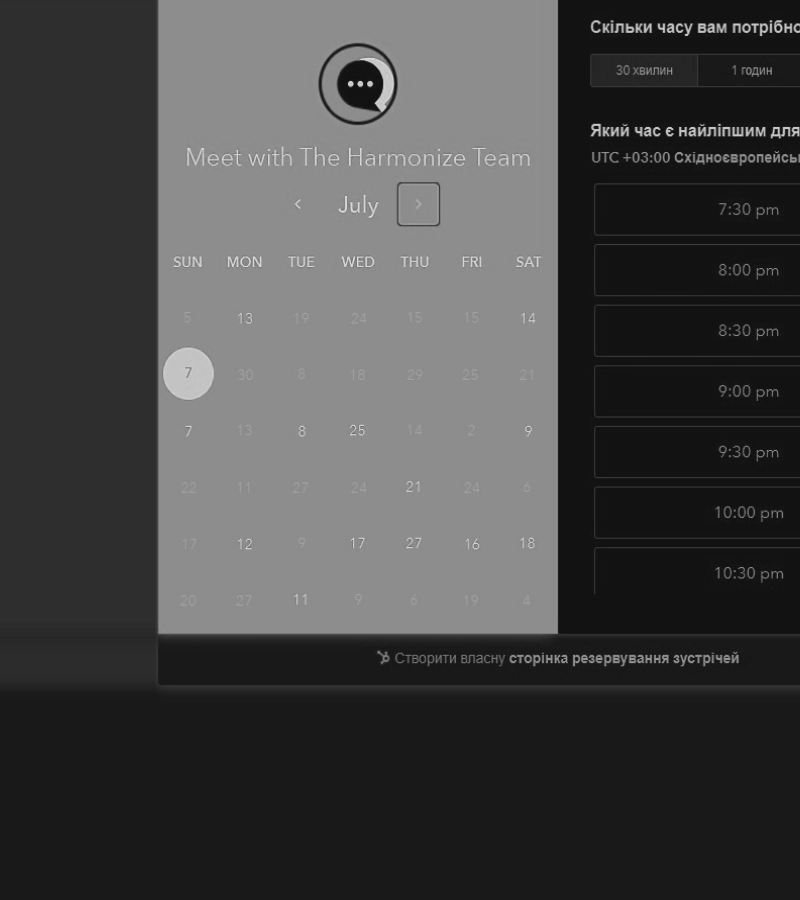 Meet with The Harmonize Team
July
SUN MON TUE WED THU FRI SAT
5 13 19 24 15 15 14
7 30 8 18 29 25 21
7 13 8 25 14 2 9
22 11 27 24 21 24 6
17 12 9 17 27 16 18
20 27 11 9 6 19 4
Скільки часу вам потрібно
30 хвилин 1 годин
Який час є найліпшим для
UTC +03:00 Східноєвропейсь
7:30 pm
8:00 pm
8:30 pm
9:00 pm
9:30 pm
10:00 pm
10:30 pm
Створити власну сторінка резервування зустрічей